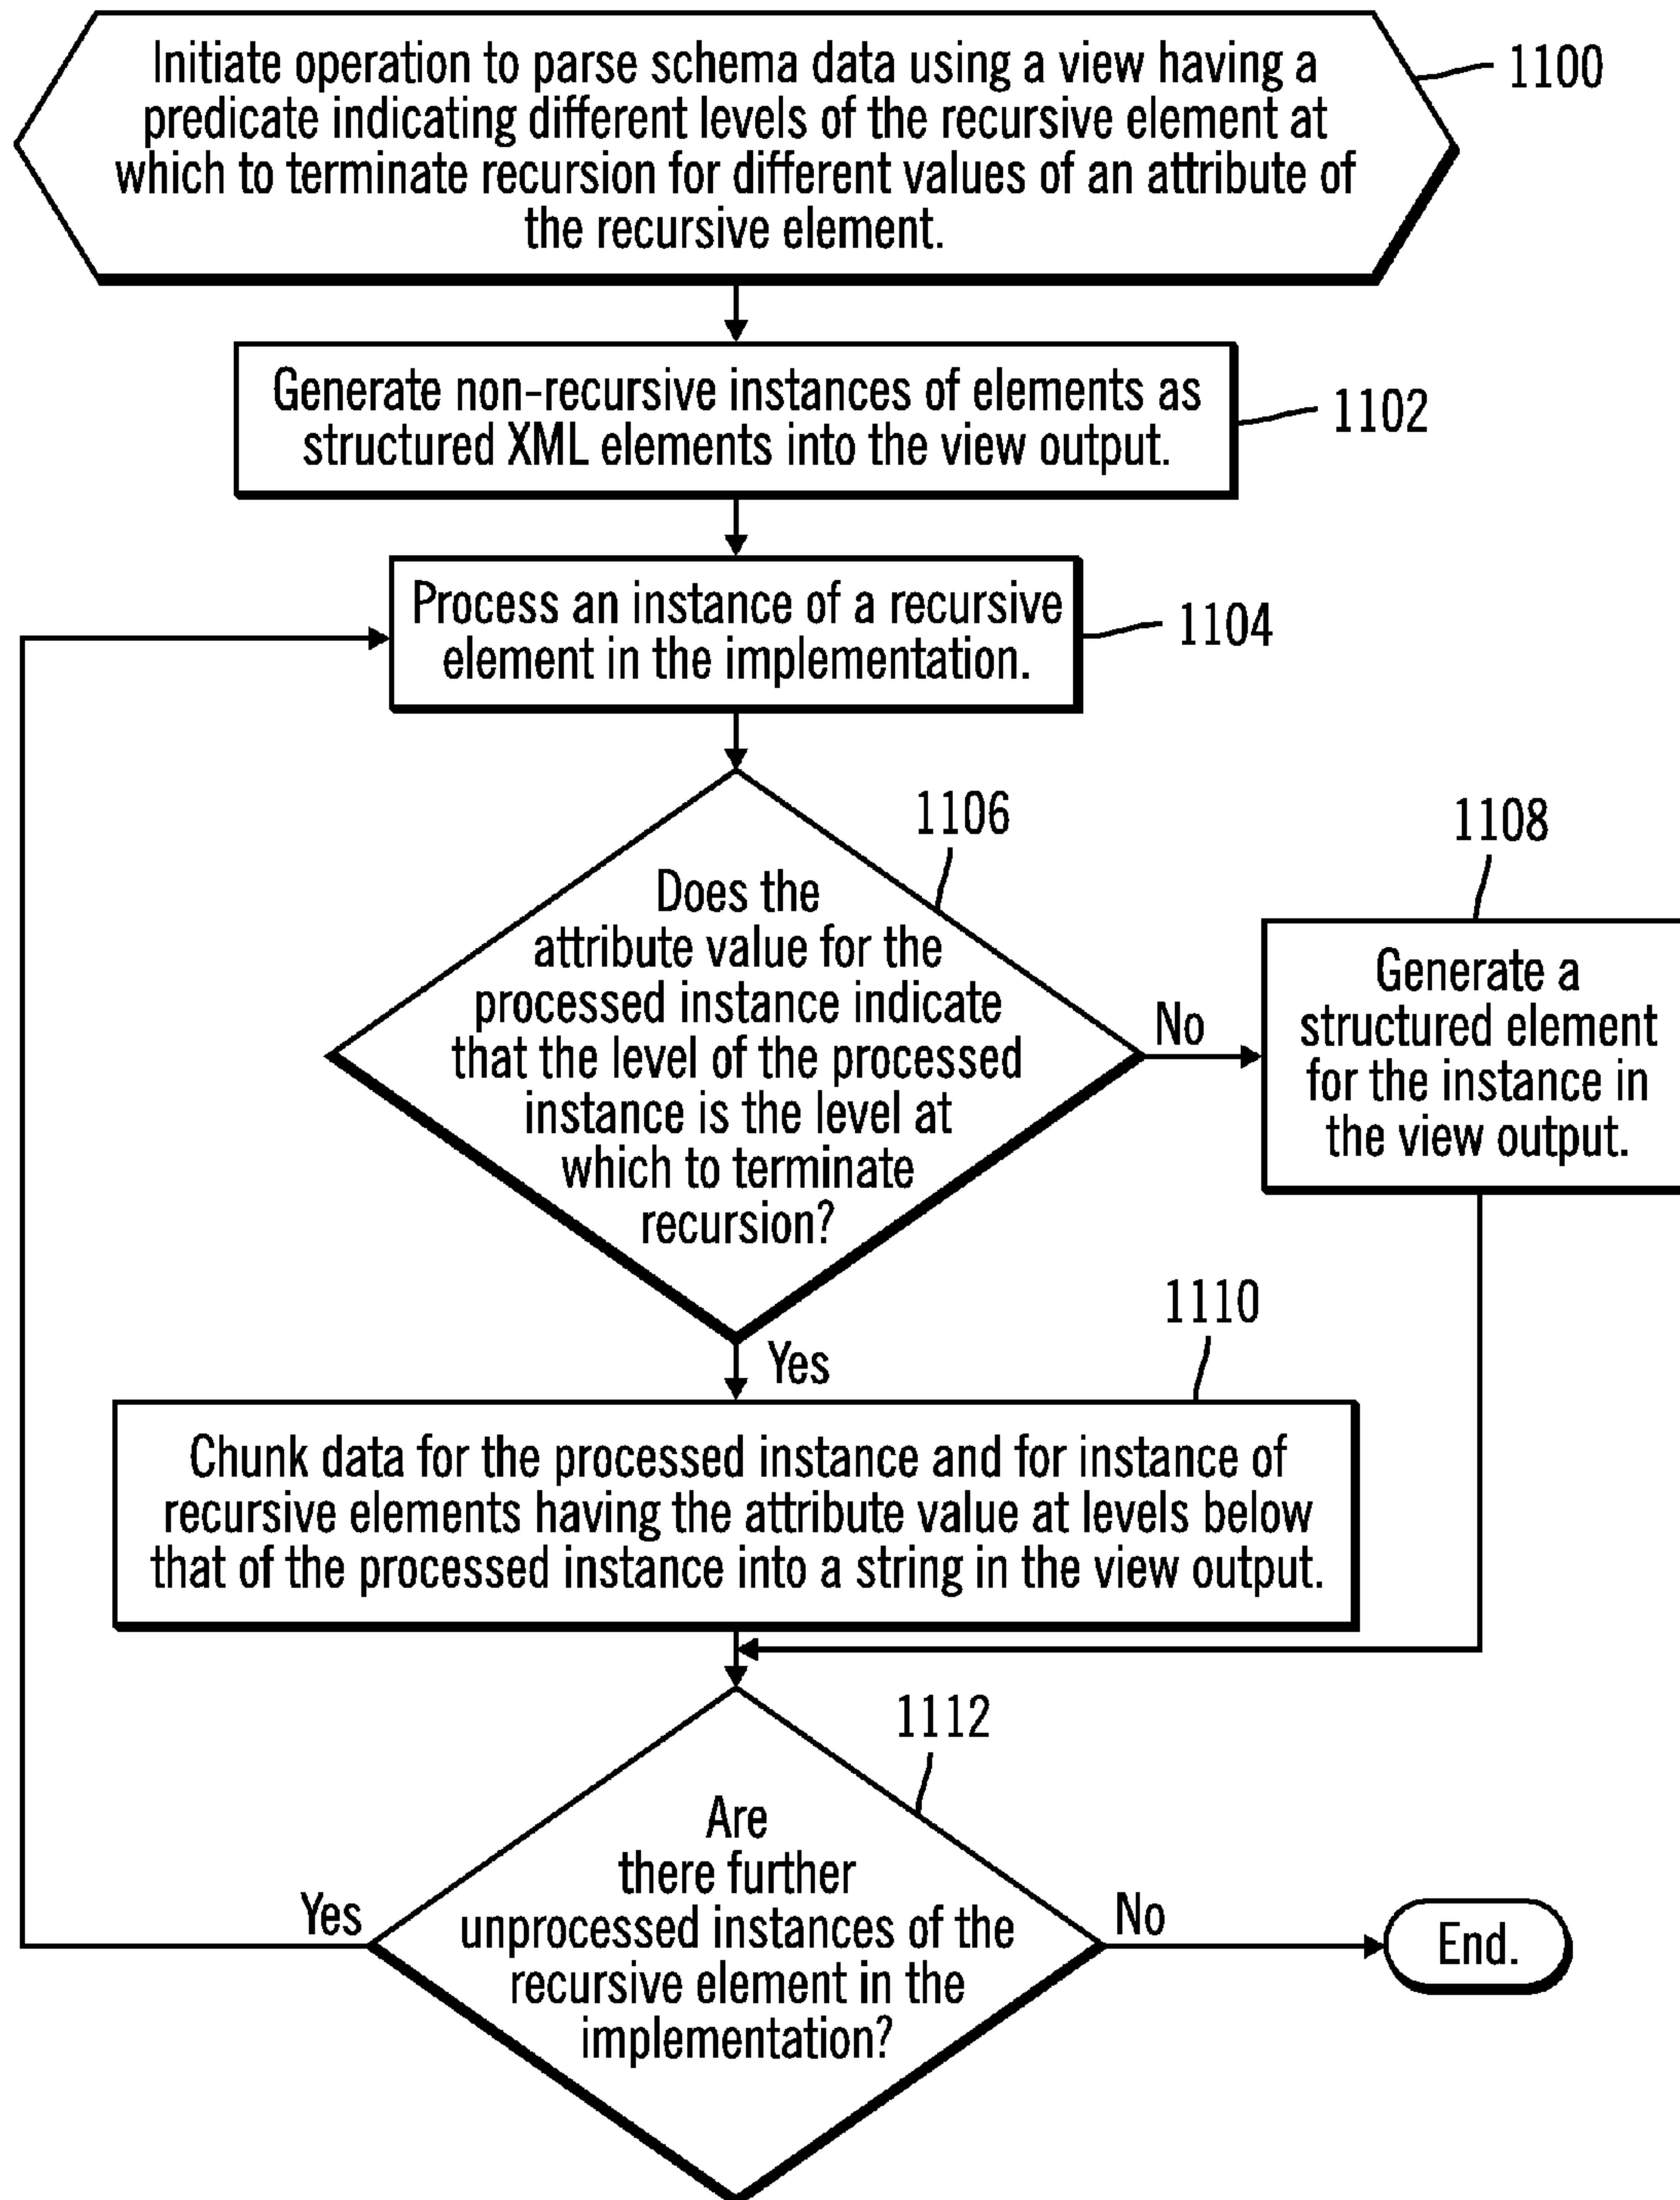 Initiate operation to parse schema data using a view having a
predicate indicating different levels of the recursive element at
which to terminate recursion for different values of an attribute of
the recursive element.
1100
Generate non-recursive instances of elements as
structured XML elements into the view output.
1102
Process an instance of a recursive
element in the implementation.
1104
1106
Does the
attribute value for the
processed instance indicate
that the level of the processed
instance is the level at
which to terminate
recursion?
No
1108
Generate a
structured element
for the instance in
the view output.
Yes
1110
Chunk data for the processed instance and for instance of
recursive elements having the attribute value at levels below
that of the processed instance into a string in the view output.
1112
Are
there further
unprocessed instances of the
recursive element in the
implementation?
Yes
No
End.